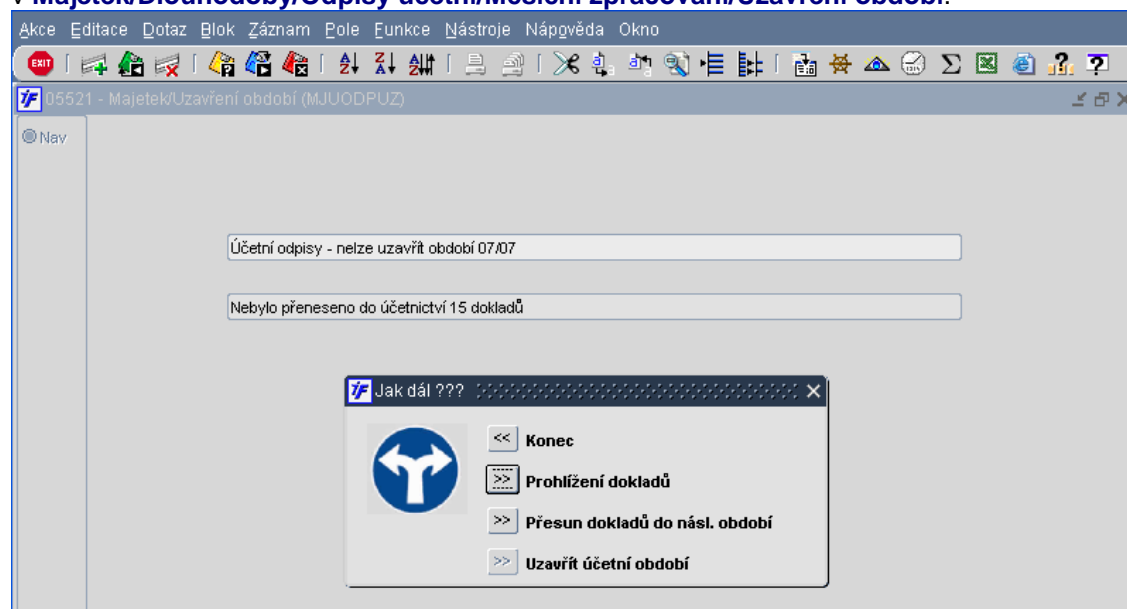 v Majetek/Dlouhodobý/Odpisy účetní/Měsíční zpracování/Uzavření období.
Akce Editace Dotaz Blok Záznam Pole Funkce Nástroje Nápověda Okno
EXIT
05521 - Majetek/Uzavření období (MJUODPUZ)
Nav
Účetní odpisy - nelze uzavřít období 07/07
Nebylo přeneseno do účetnictví 15 dokladů
Jak dál ???
<< Konec
>> Prohlížení dokladů
>> Přesun dokladů do násl. období
>> Uzavřít účetní období